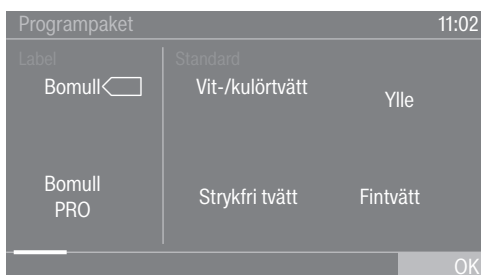 Programpaket 11:02
Label Standard
Bomull Vit-/kulörtvätt Ylle
Bomull
PRO
Strykfri tvätt Fintvätt
OK